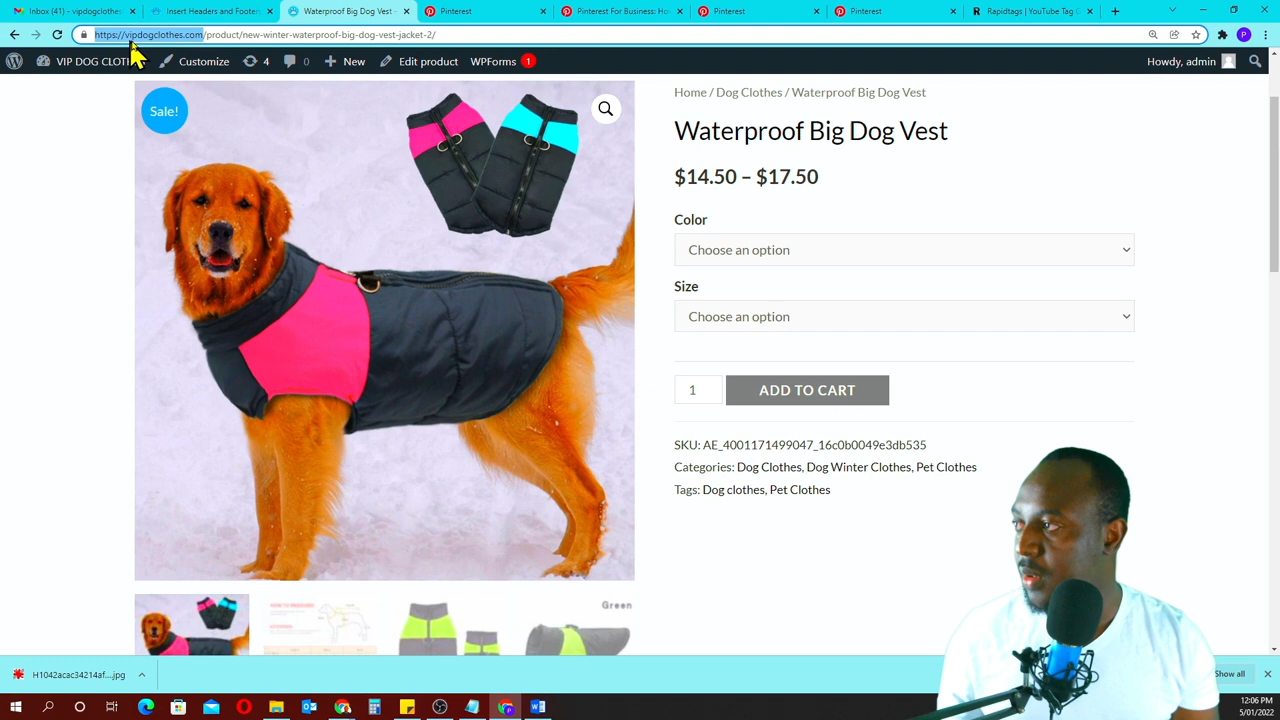 Inbox (41) - vipdogclothes
Insert Headers and Footer
Waterproof Big Dog Vest -
Pinterest
Pinterest For Business: Ho
Pinterest
Pinterest
Rapidtags | YouTube Tag G
https://vipdogclothes.com/product/new-winter-waterproof-big-dog-vest-jacket-2/
P
VIP DOG CLOTH
Customize
4
0
New
Edit product
WPForms
1
Howdy, admin
Sale!
Home / Dog Clothes / Waterproof Big Dog Vest
Waterproof Big Dog Vest
$14.50 – $17.50
Color
Choose an option
Size
Choose an option
1
ADD TO CART
SKU: AE_4001171499047_16c0b0049e3db535
Categories: Dog Clothes, Dog Winter Clothes, Pet Clothes
Tags: Dog clothes, Pet Clothes
Green
H1042acac34214af....jpg
Show all
12:06 PM
5/01/2022